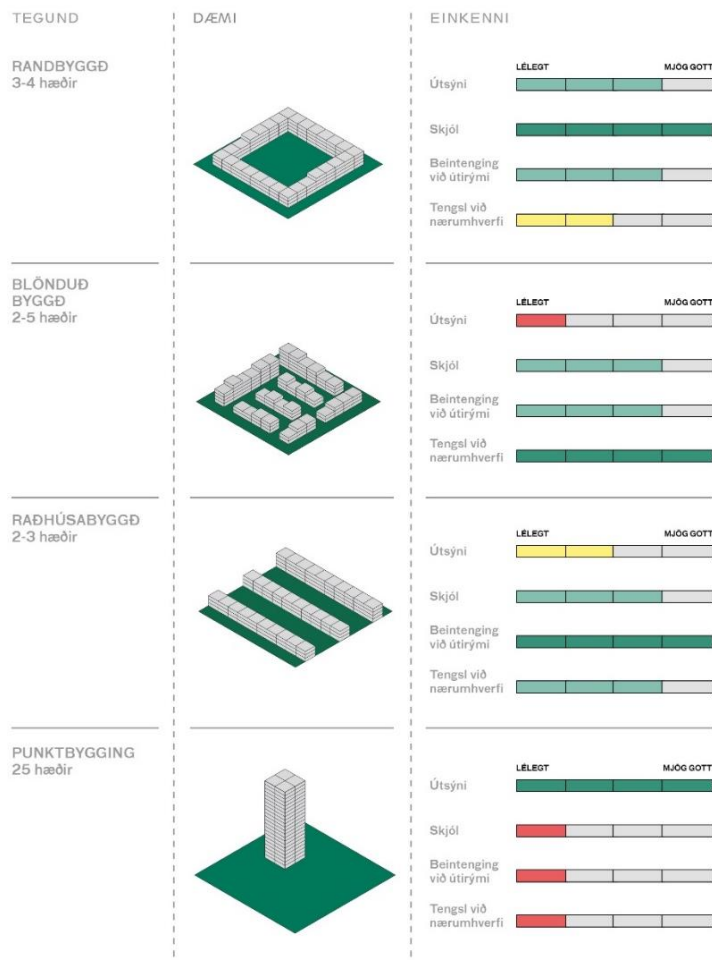 TEGUND
DÆMI
EINKENNI
RANDBYGGÐ
3-4 hæðir
LÉLEGT
MJÖG GOTT
Útsýni
Skjól
Beintenging
við útirými
Tengsl við
nærumhverfi
BLÖNDUÐ
BYGGÐ
2-5 hæðir
LÉLEGT
MJÖG GOTT
Útsýni
Skjól
Beintenging
við útirými
Tengsl við
nærumhverfi
RAÐHÚSABYGGÐ
2-3 hæðir
LÉLEGT
MJÖG GOTT
Útsýni
Skjól
Beintenging
við útirými
Tengsl við
nærumhverfi
PUNKTBYGGING
25 hæðir
LÉLEGT
MJÖG GOTT
Útsýni
Skjól
Beintenging
við útirými
Tengsl við
nærumhverfi